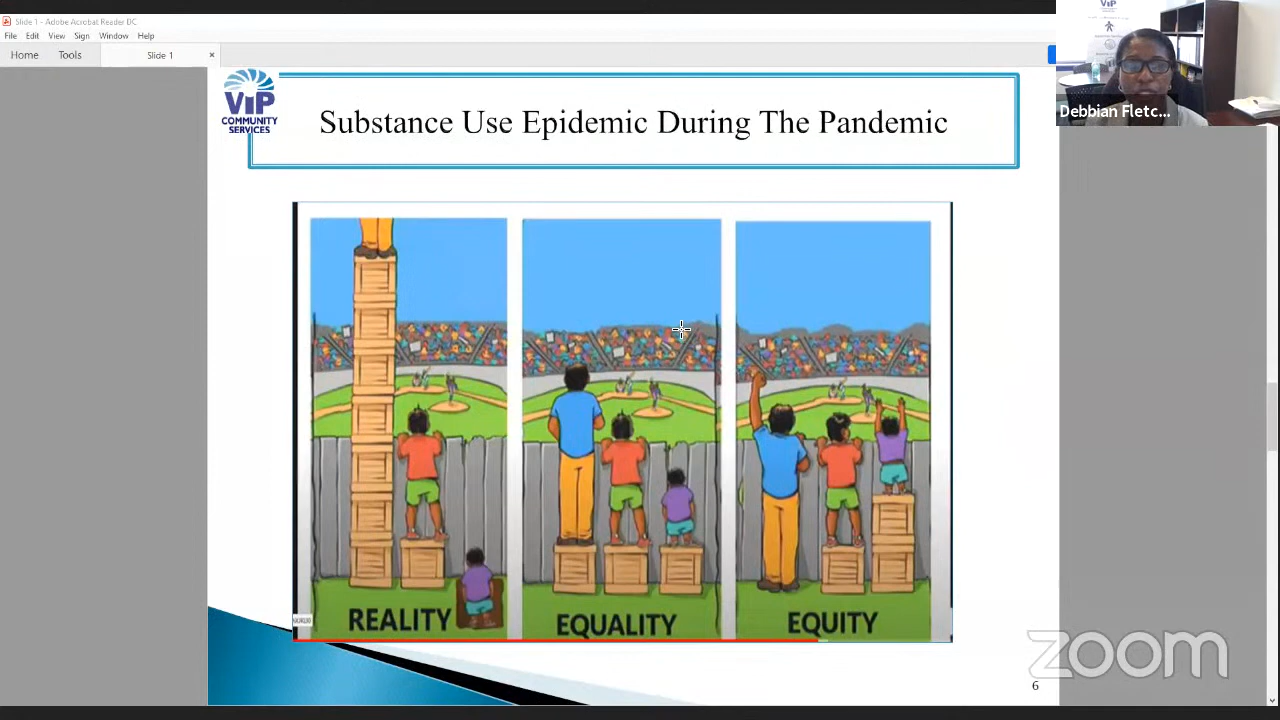 Slide 1 - Adobe Acrobat Reader DC
File Edit View Sign Window Help
Home Tools Slide 1 ×
ViP
COMMUNITY
SERVICES
Substance Use Epidemic During The Pandemic
REALITY
EQUALITY
EQUITY
6
ViP
Debbian Fletc...
zoom